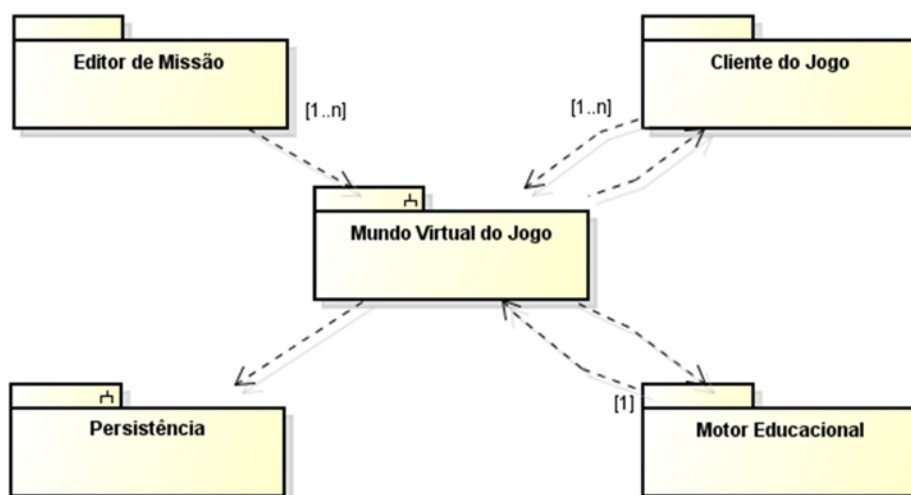 Editor de Missão
Cliente do Jogo
[1..n]
[1..n]
Mundo Virtual do Jogo
Persistência
[1]
Motor Educacional